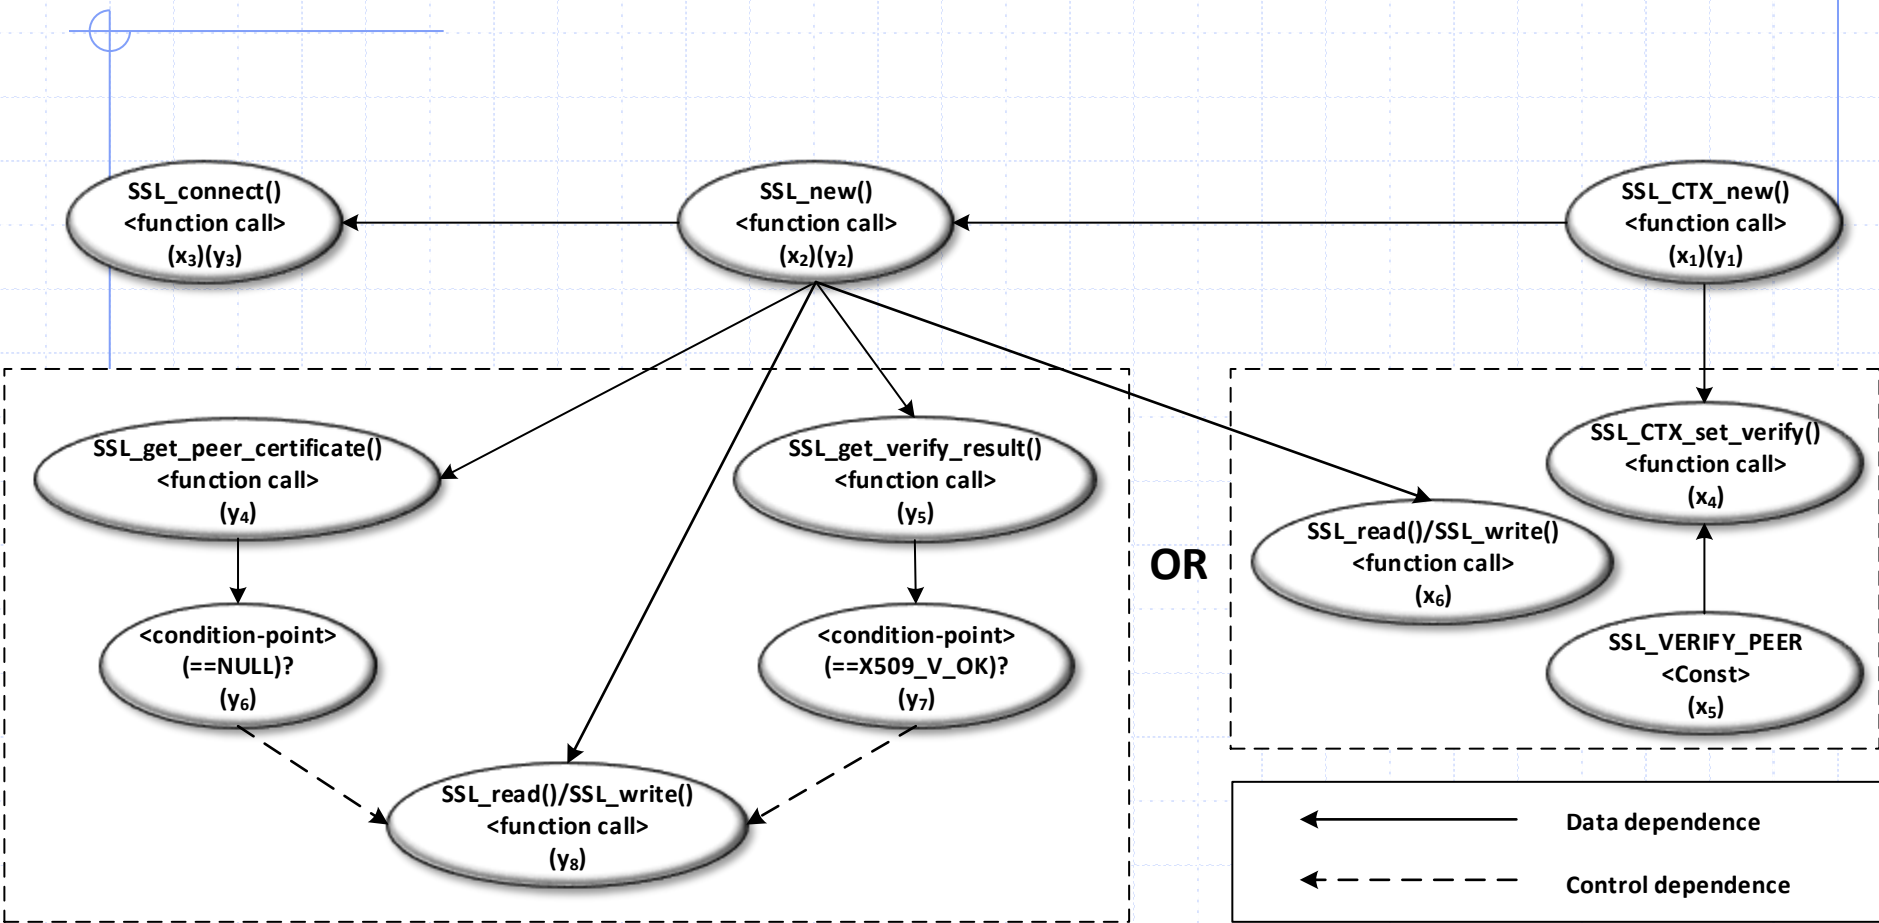 SSL_connect()
<function call>
(x₃)(y₃)
SSL_new()
<function call>
(x₂)(y₂)
SSL_CTX_new()
<function call>
(x₁)(y₁)
SSL_get_peer_certificate()
<function call>
(y₄)
SSL_get_verify_result()
<function call>
(y₅)
<condition-point>
(==NULL)?
(y₆)
<condition-point>
(==X509_V_OK)?
(y₇)
SSL_read()/SSL_write()
<function call>
(y₈)
OR
SSL_CTX_set_verify()
<function call>
(x₄)
SSL_read()/SSL_write()
<function call>
(x₆)
SSL_VERIFY_PEER
<Const>
(x₅)
Data dependence
Control dependence